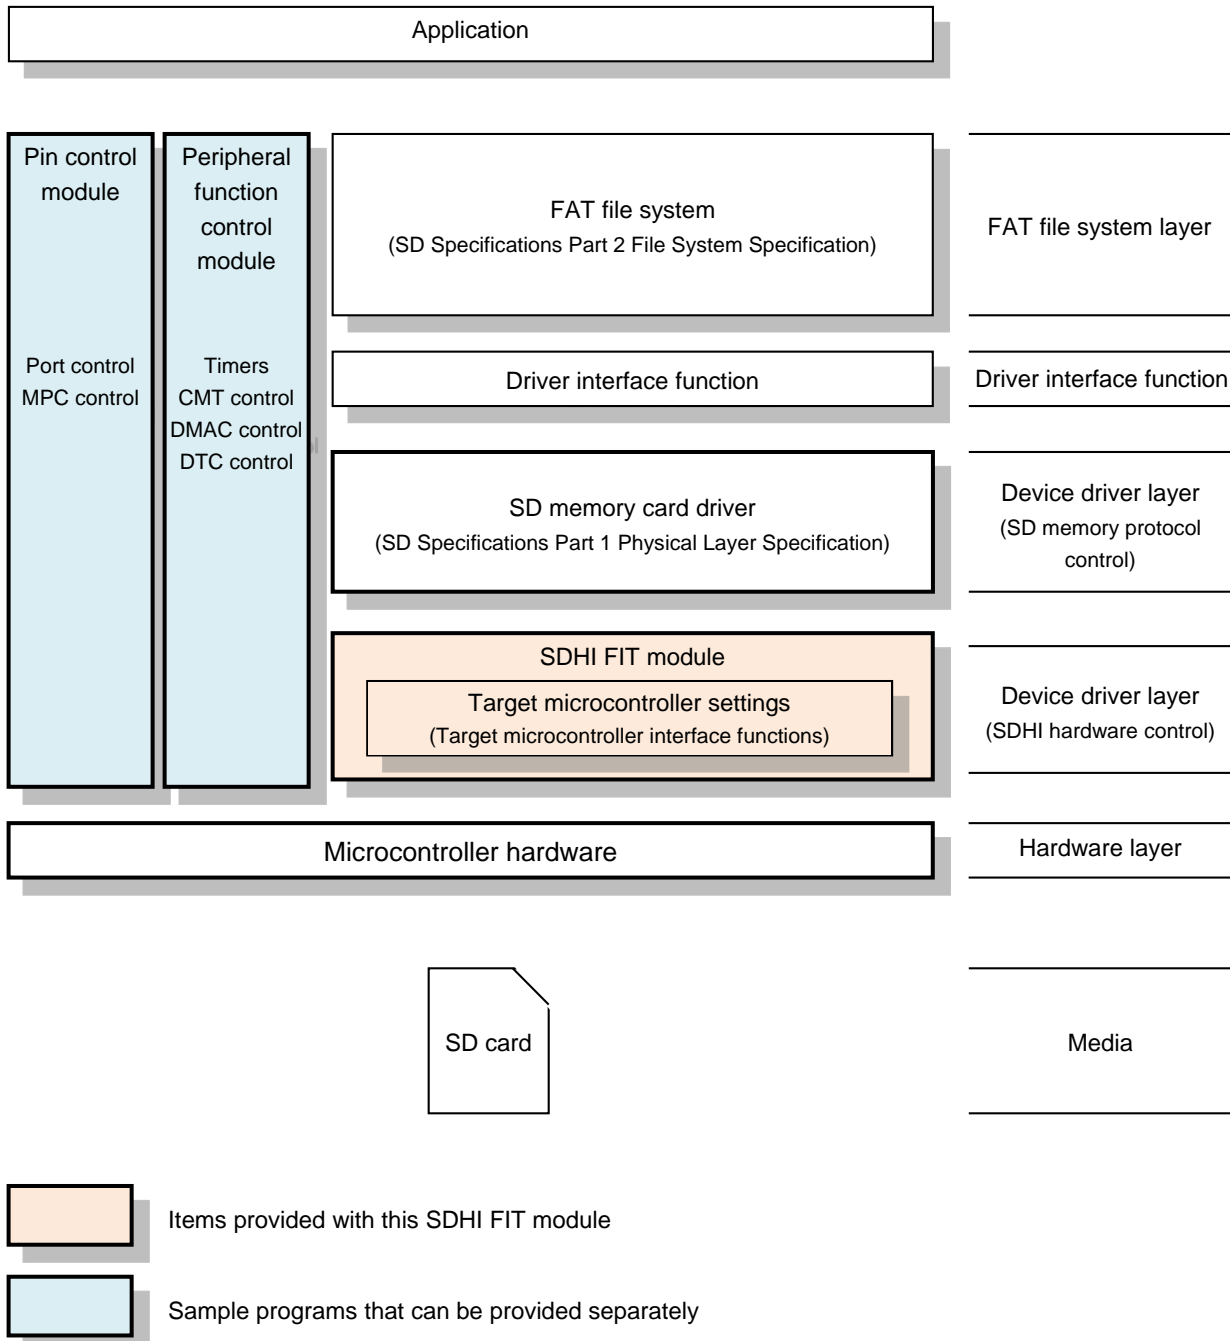 Application
Pin control
module
Port control
MPC control
Peripheral
function
control
module
Timers
CMT control
DMAC control
DTC control
FAT file system
(SD Specifications Part 2 File System Specification)
FAT file system layer
Driver interface function
Driver interface function
SD memory card driver
(SD Specifications Part 1 Physical Layer Specification)
Device driver layer
(SD memory protocol
control)
SDHI FIT module
Target microcontroller settings
(Target microcontroller interface functions)
Device driver layer
(SDHI hardware control)
Microcontroller hardware
Hardware layer
SD card
Media
Items provided with this SDHI FIT module
Sample programs that can be provided separately